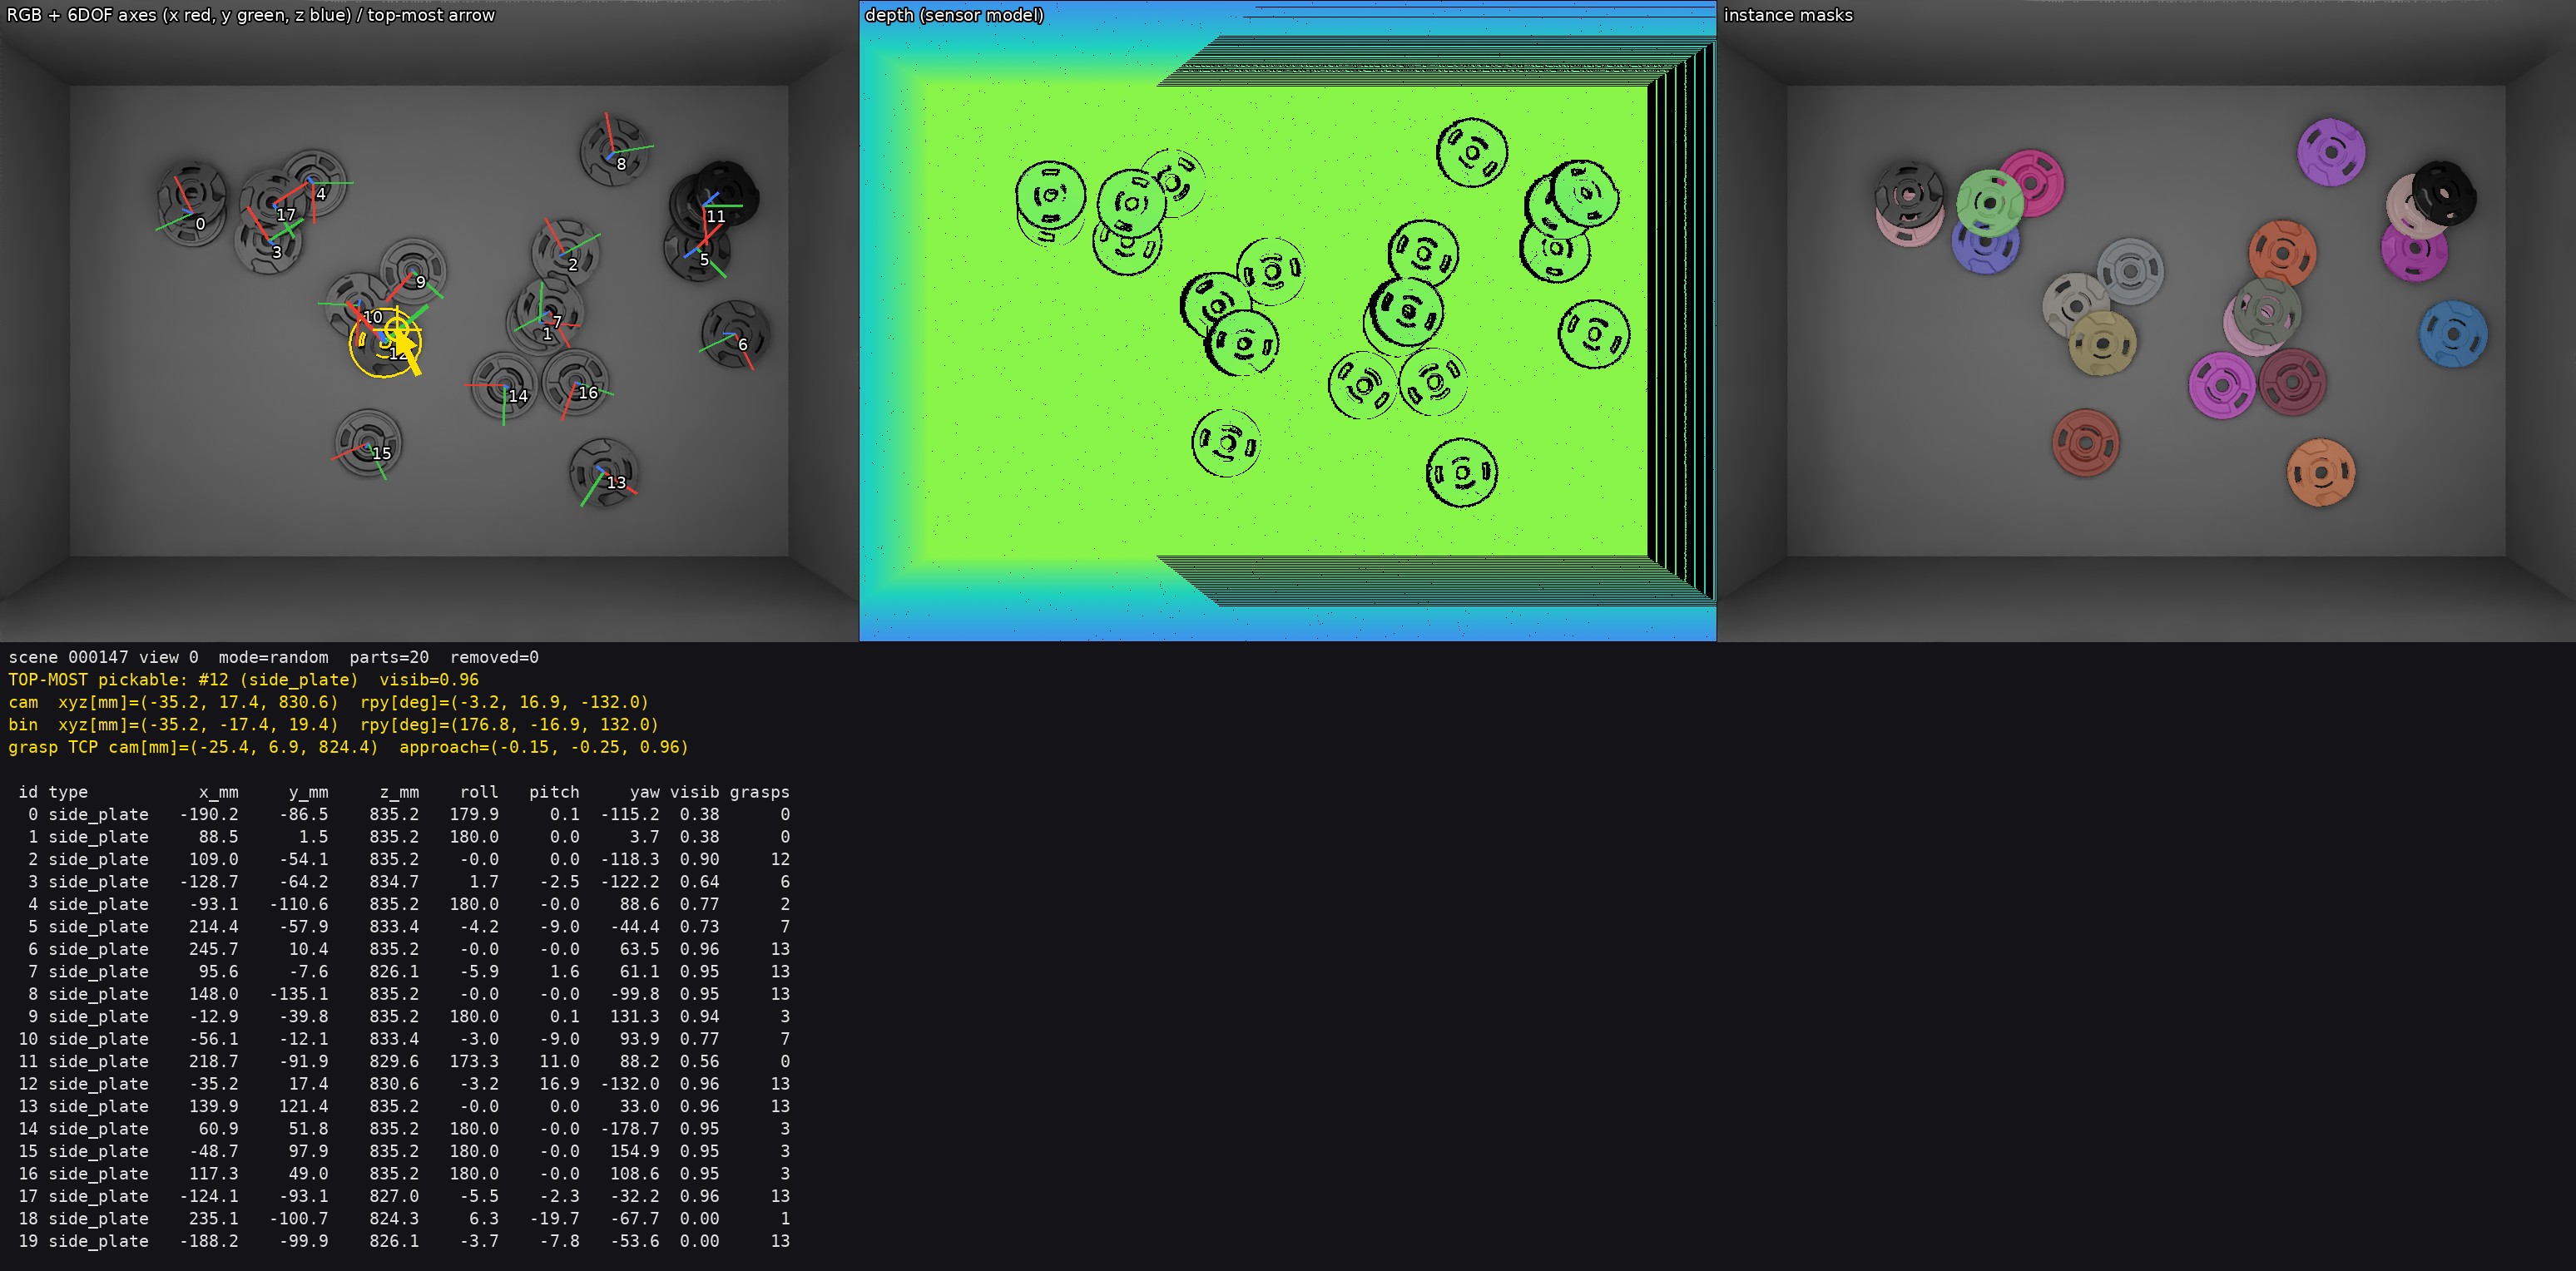 RGB + 6DOF axes (x red, y green, z blue) / top-most arrow
depth (sensor model)
instance masks
8
4
0
17
11
3
2
5
9
10
7
1
6
12
14
16
15
13
scene 000147 view 0  mode=random  parts=20  removed=0
TOP-MOST pickable: #12 (side_plate)  visib=0.96
cam  xyz[mm]=(-35.2, 17.4, 830.6)  rpy[deg]=(-3.2, 16.9, -132.0)
bin  xyz[mm]=(-35.2, -17.4, 19.4)  rpy[deg]=(176.8, -16.9, 132.0)
grasp TCP cam[mm]=(-25.4, 6.9, 824.4)  approach=(-0.15, -0.25, 0.96)
id type x_mm y_mm z_mm roll pitch yaw visib grasps
0 side_plate -190.2 -86.5 835.2 179.9 0.1 -115.2 0.38 0
1 side_plate 88.5 1.5 835.2 180.0 0.0 3.7 0.38 0
2 side_plate 109.0 -54.1 835.2 -0.0 0.0 -118.3 0.90 12
3 side_plate -128.7 -64.2 834.7 1.7 -2.5 -122.2 0.64 6
4 side_plate -93.1 -110.6 835.2 180.0 -0.0 88.6 0.77 2
5 side_plate 214.4 -57.9 833.4 -4.2 -9.0 -44.4 0.73 7
6 side_plate 245.7 10.4 835.2 -0.0 -0.0 63.5 0.96 13
7 side_plate 95.6 -7.6 826.1 -5.9 1.6 61.1 0.95 13
8 side_plate 148.0 -135.1 835.2 -0.0 -0.0 -99.8 0.95 13
9 side_plate -12.9 -39.8 835.2 180.0 0.1 131.3 0.94 3
10 side_plate -56.1 -12.1 833.4 -3.0 -9.0 93.9 0.77 7
11 side_plate 218.7 -91.9 829.6 173.3 11.0 88.2 0.56 0
12 side_plate -35.2 17.4 830.6 -3.2 16.9 -132.0 0.96 13
13 side_plate 139.9 121.4 835.2 -0.0 0.0 33.0 0.96 13
14 side_plate 60.9 51.8 835.2 180.0 -0.0 -178.7 0.95 3
15 side_plate -48.7 97.9 835.2 180.0 -0.0 154.9 0.95 3
16 side_plate 117.3 49.0 835.2 180.0 -0.0 108.6 0.95 3
17 side_plate -124.1 -93.1 827.0 -5.5 -2.3 -32.2 0.96 13
18 side_plate 235.1 -100.7 824.3 6.3 -19.7 -67.7 0.00 1
19 side_plate -188.2 -99.9 826.1 -3.7 -7.8 -53.6 0.00 13